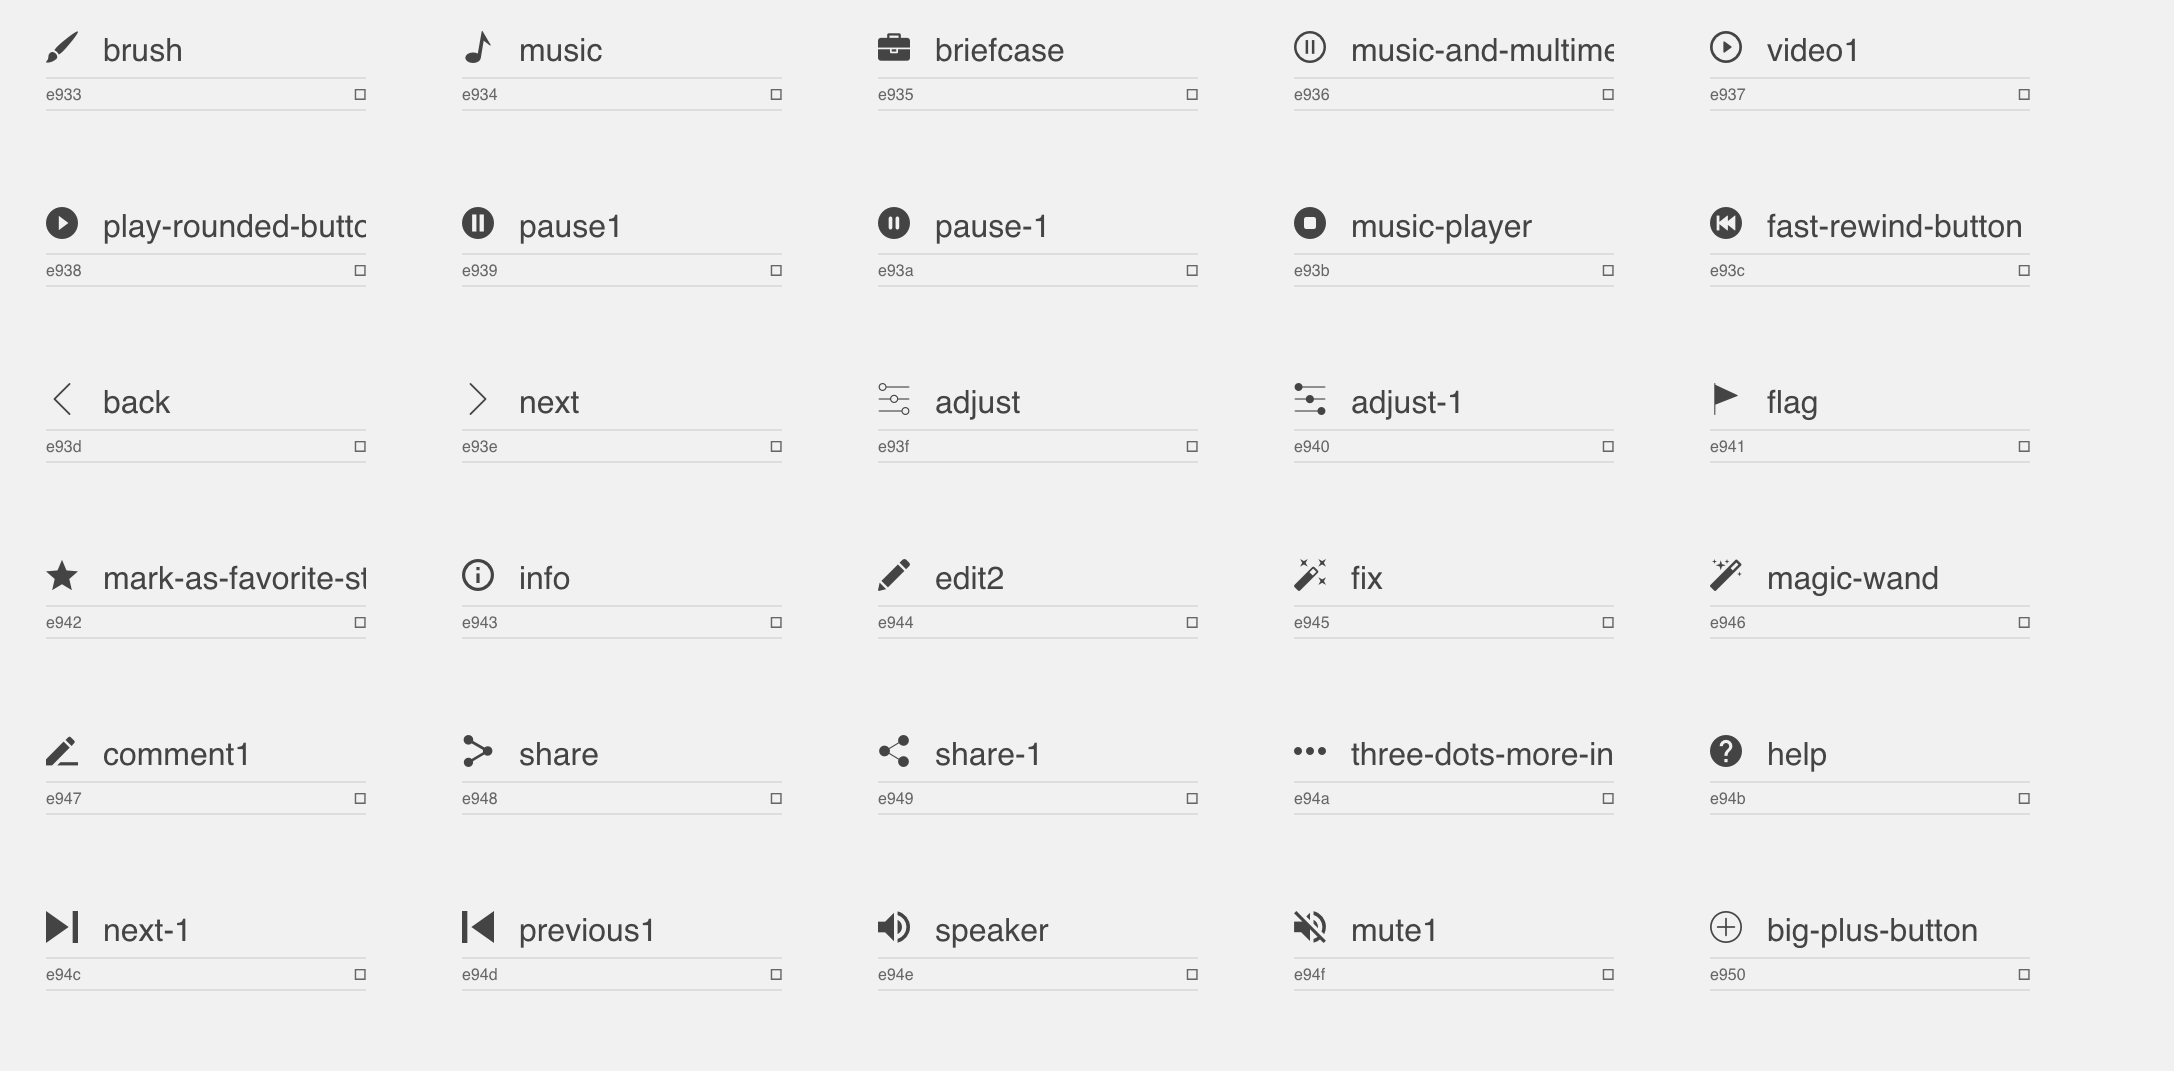 brush music briefcase music-and-multime video1
e933 e934 e935 e936 e937
play-rounded-butto pause1 pause-1 music-player fast-rewind-button
e938 e939 e93a e93b e93c
back next adjust adjust-1 flag
e93d e93e e93f e940 e941
mark-as-favorite-st info edit2 fix magic-wand
e942 e943 e944 e945 e946
comment1 share share-1 three-dots-more-in help
e947 e948 e949 e94a e94b
next-1 previous1 speaker mute1 big-plus-button
e94c e94d e94e e94f e950